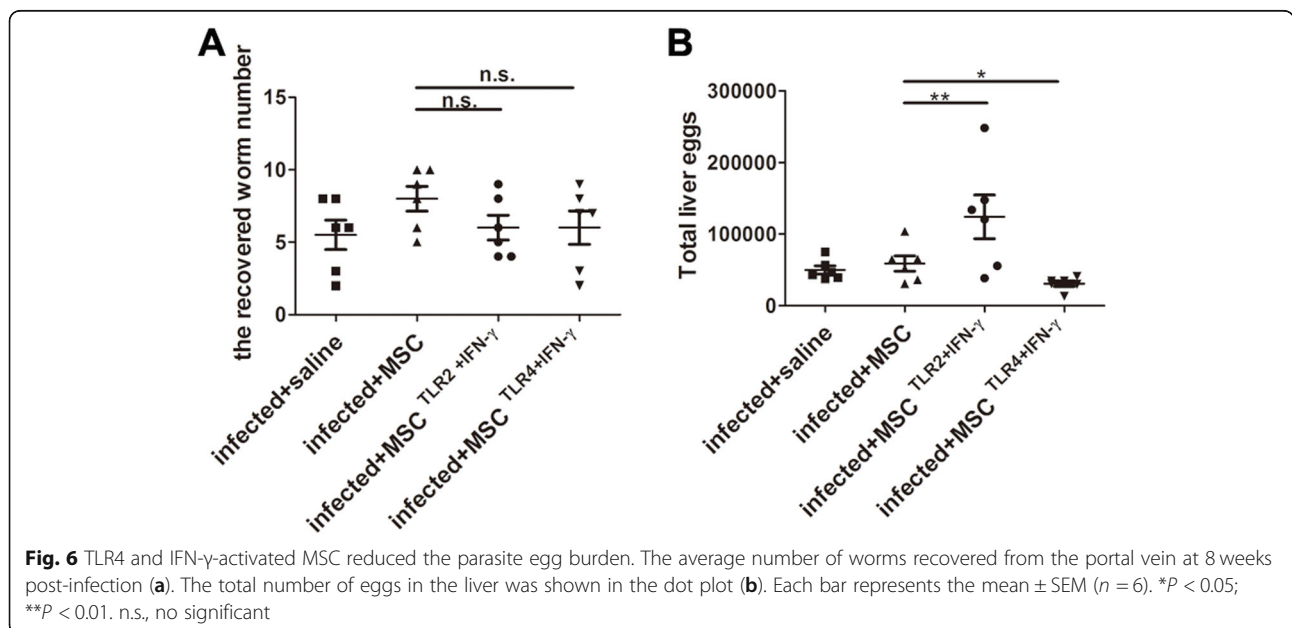 A
the recovered worm number
15
10
5
0
n.s.
n.s.
infected+saline
infected+MSC
infected+MSC TLR2 +IFN-γ
infected+MSC TLR4+IFN-γ
B
Total liver eggs
300000
200000
100000
0
*
**
infected+saline
infected+MSC
infected+MSC TLR2+IFN-γ
infected+MSC TLR4+IFN-γ
Fig. 6 TLR4 and IFN-γ-activated MSC reduced the parasite egg burden. The average number of worms recovered from the portal vein at 8 weeks
post-infection (a). The total number of eggs in the liver was shown in the dot plot (b). Each bar represents the mean ± SEM (n = 6). *P < 0.05;
**P < 0.01. n.s., no significant